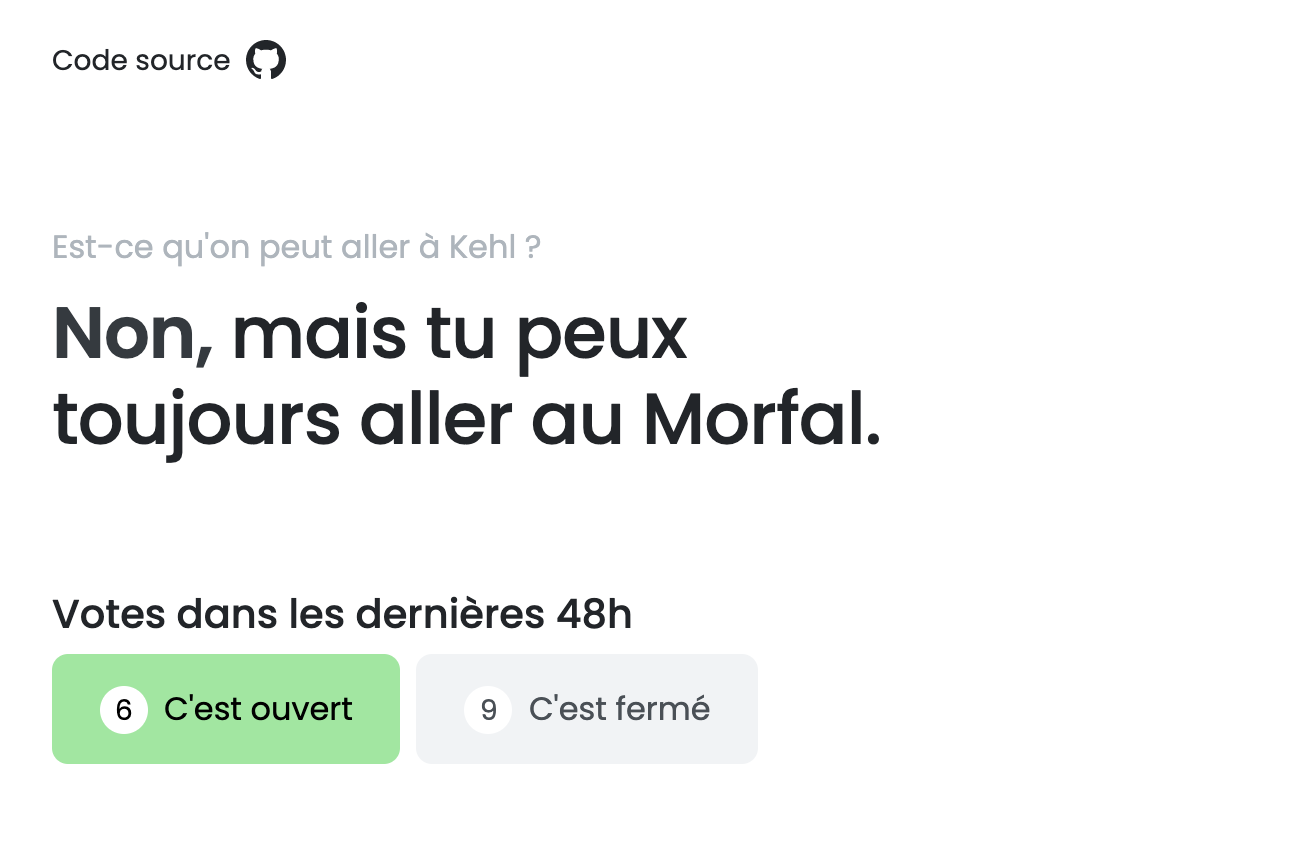 Code source
Est-ce qu'on peut aller à Kehl ?
Non, mais tu peux
toujours aller au Morfal.
Votes dans les dernières 48h
6 C'est ouvert
9 C'est fermé